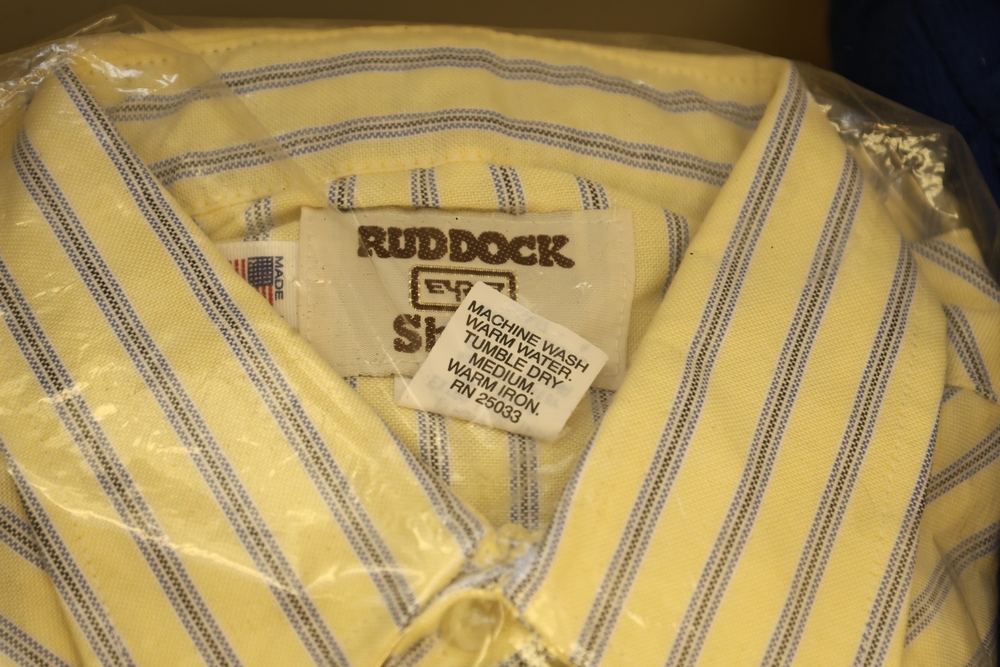 RUDDOCK
MADE
MACHINE WASH
WARM WATER.
TUMBLE DRY
MEDIUM.
WARM IRON.
RN 25033